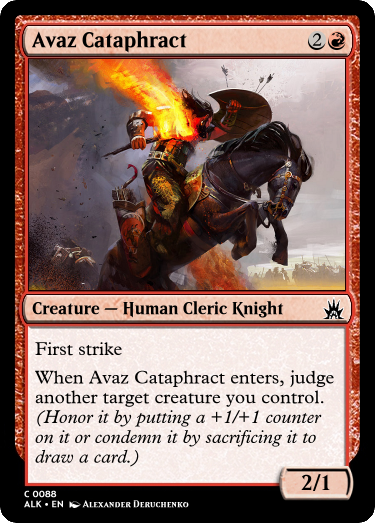 Avaz Cataphract 2
Creature — Human Cleric Knight
First strike
When Avaz Cataphract enters, judge
another target creature you control.
(Honor it by putting a +1/+1 counter
on it or condemn it by sacrificing it to
draw a card.)
2/1
C 0088
ALK • EN Alexander Deruchenko